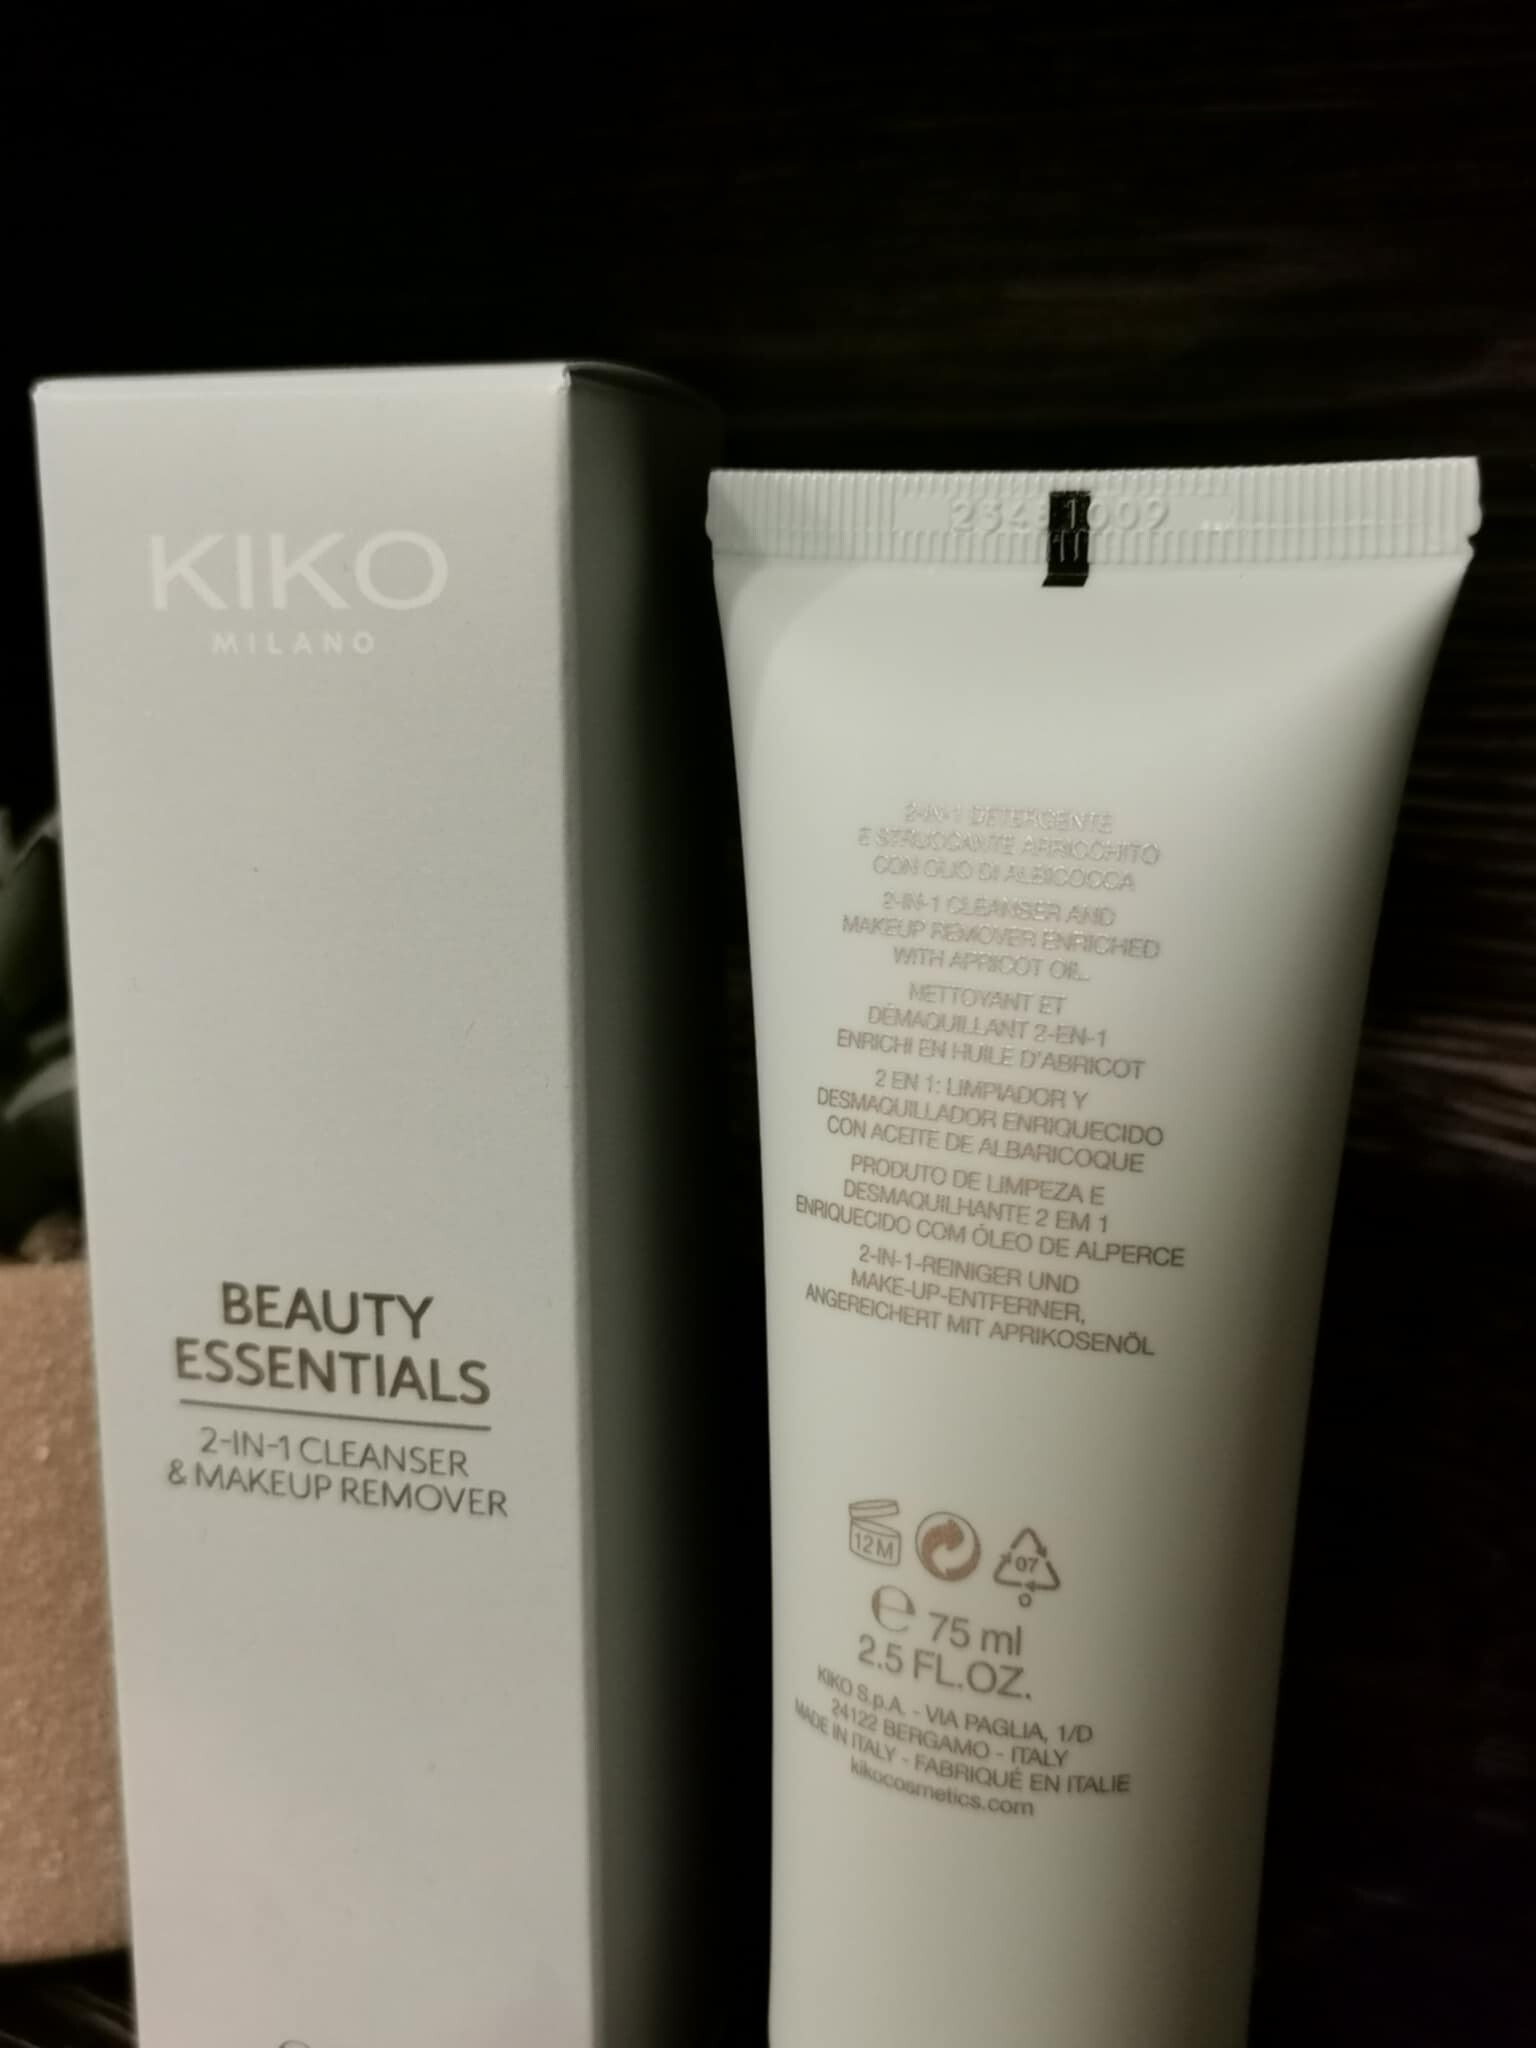 KIKO
MILANO
BEAUTY
ESSENTIALS
2-IN-1 CLEANSER
& MAKEUP REMOVER
2-IN-1 DETERGENTE
E STRUCCANTE ARRICCHITO
CON OLIO DI ALBICOCCA
2-IN-1 CLEANSER AND
MAKEUP REMOVER ENRICHED
WITH APRICOT OIL.
NETTOYANT ET
DÉMAQUILLANT 2-EN-1
ENRICHI EN HUILE D'ABRICOT
2 EN 1: LIMPIADOR Y
DESMAQUILLADOR ENRIQUECIDO
CON ACEITE DE ALBARICOQUE
PRODUTO DE LIMPEZA E
DESMAQUILHANTE 2 EM 1
ENRIQUECIDO COM ÓLEO DE ALPERCE
2-IN-1-REINIGER UND
MAKE-UP-ENTFERNER,
ANGEREICHERT MIT APRIKOSENÖL
12M
07
O
℮ 75 ml
2.5 FL.OZ.
KIKO S.p.A. - VIA PAGLIA, 1/D
24122 BERGAMO - ITALY
MADE IN ITALY - FABRIQUÉ EN ITALIE
kikocosmetics.com